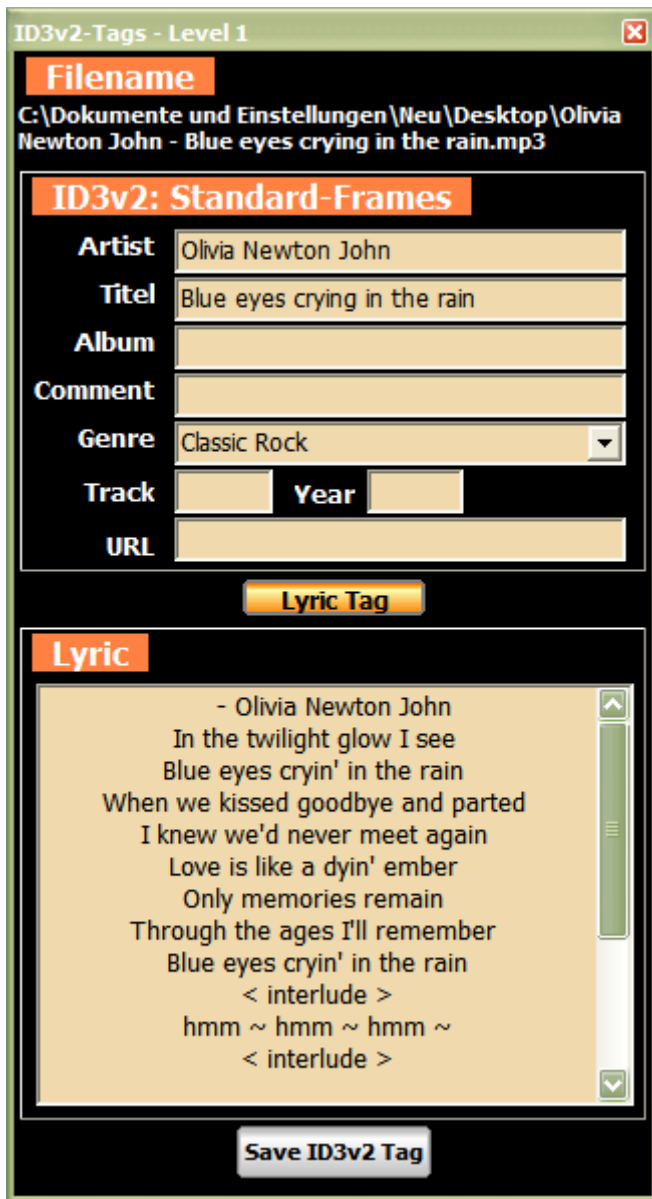 ID3v2-Tags - Level 1
Filename
C:\Dokumente und Einstellungen\Neu\Desktop\Olivia
Newton John - Blue eyes crying in the rain.mp3
ID3v2: Standard-Frames
Artist Olivia Newton John
Titel Blue eyes crying in the rain
Album
Comment
Genre Classic Rock
Track Year
URL
Lyric Tag
Lyric
- Olivia Newton John
In the twilight glow I see
Blue eyes cryin' in the rain
When we kissed goodbye and parted
I knew we'd never meet again
Love is like a dyin' ember
Only memories remain
Through the ages I'll remember
Blue eyes cryin' in the rain
< interlude >
hmm ~ hmm ~ hmm ~
< interlude >
Save ID3v2 Tag